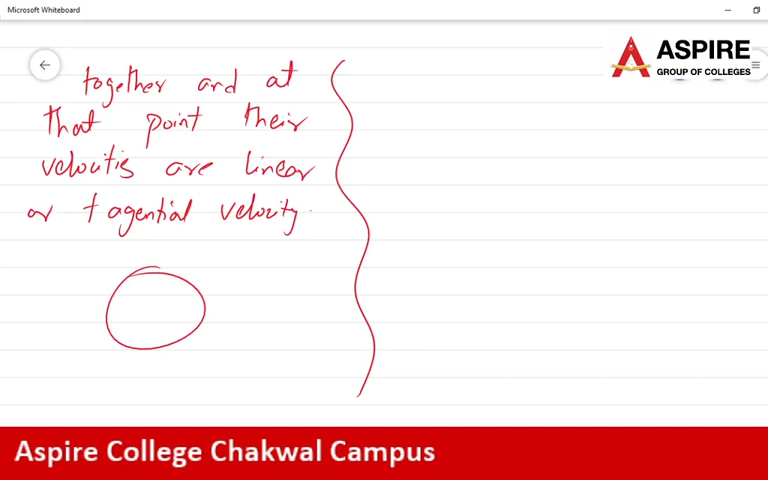 Microsoft Whiteboard
ASPIRE
GROUP OF COLLEGES
together and at
that point their
velocitis are linear
or tagential velocity.
Aspire College Chakwal Campus